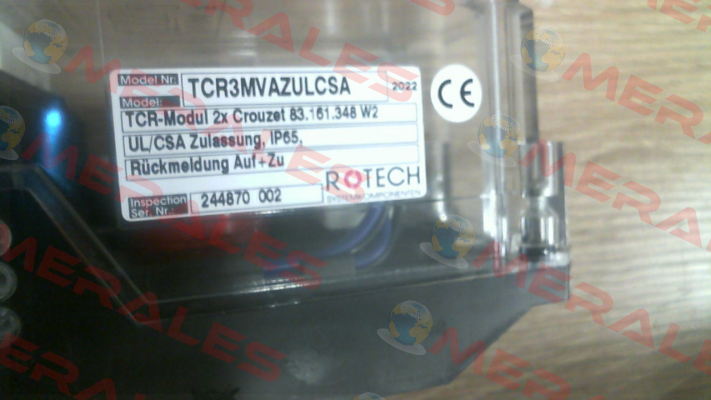 Model Nr.: TCR3MVAZULCSA 2022
Model:
TCR-Modul 2x Crouzet 83.161.348 W2
UL/CSA Zulassung, IP65,
Rückmeldung Auf+Zu
Inspection
Ser. Nr.: 244870 002
ROTECH
SYSTEMKOMPONENTEN
CE
MERALES
MERALES
MERALES
MERALES